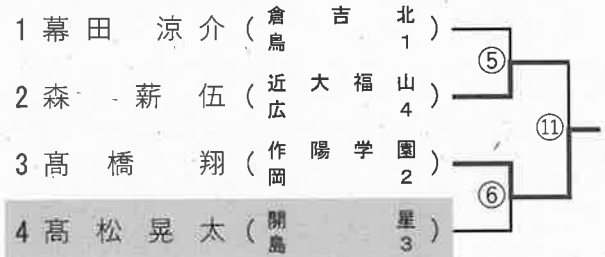 1 幕田 涼介 (倉吉北 鳥1)
⑤
2 森 薪伍 (近大福山 広4)
⑪
3 髙橋 翔 (作陽学園 岡2)
⑥
4 髙松晃太 (開星 島3)